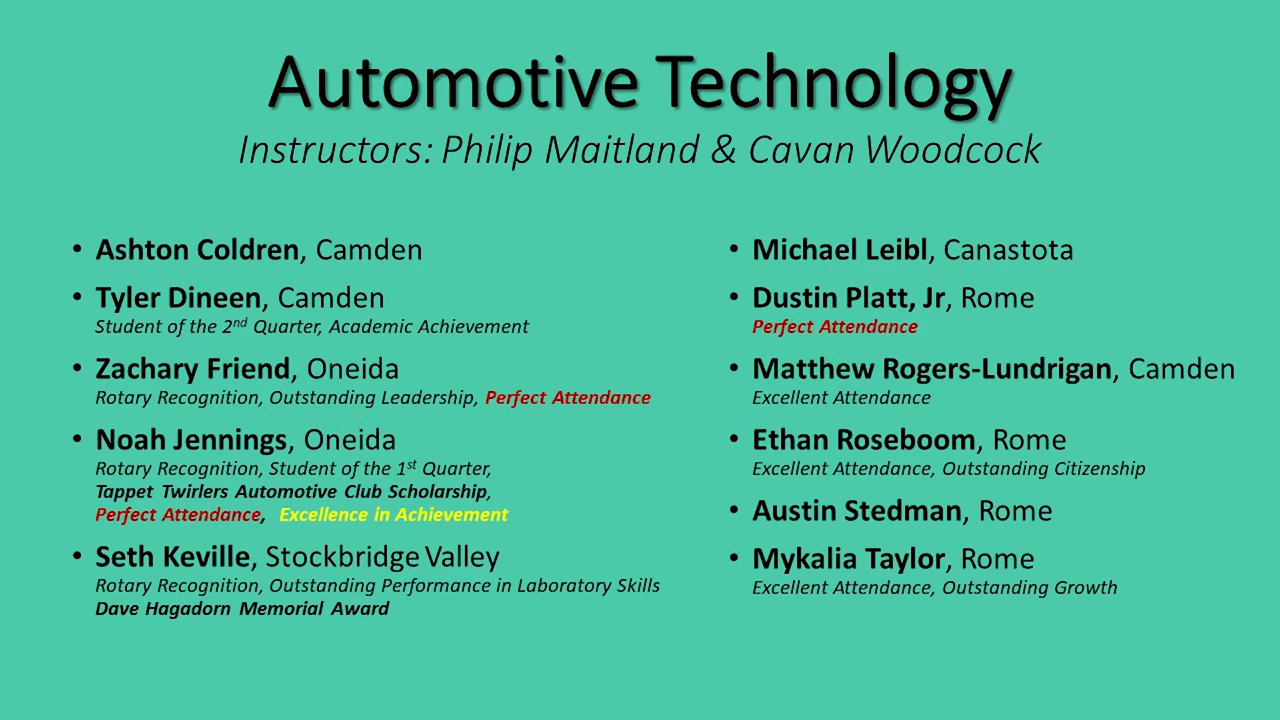 Automotive Technology
Instructors: Philip Maitland & Cavan Woodcock
• Ashton Coldren, Camden
• Tyler Dineen, Camden
Student of the 2nd Quarter, Academic Achievement
• Zachary Friend, Oneida
Rotary Recognition, Outstanding Leadership, Perfect Attendance
• Noah Jennings, Oneida
Rotary Recognition, Student of the 1st Quarter,
Tappet Twirlers Automotive Club Scholarship,
Perfect Attendance, Excellence in Achievement
• Seth Keville, Stockbridge Valley
Rotary Recognition, Outstanding Performance in Laboratory Skills
Dave Hagadorn Memorial Award
• Michael Leibl, Canastota
• Dustin Platt, Jr, Rome
Perfect Attendance
• Matthew Rogers-Lundrigan, Camden
Excellent Attendance
• Ethan Roseboom, Rome
Excellent Attendance, Outstanding Citizenship
• Austin Stedman, Rome
• Mykalia Taylor, Rome
Excellent Attendance, Outstanding Growth